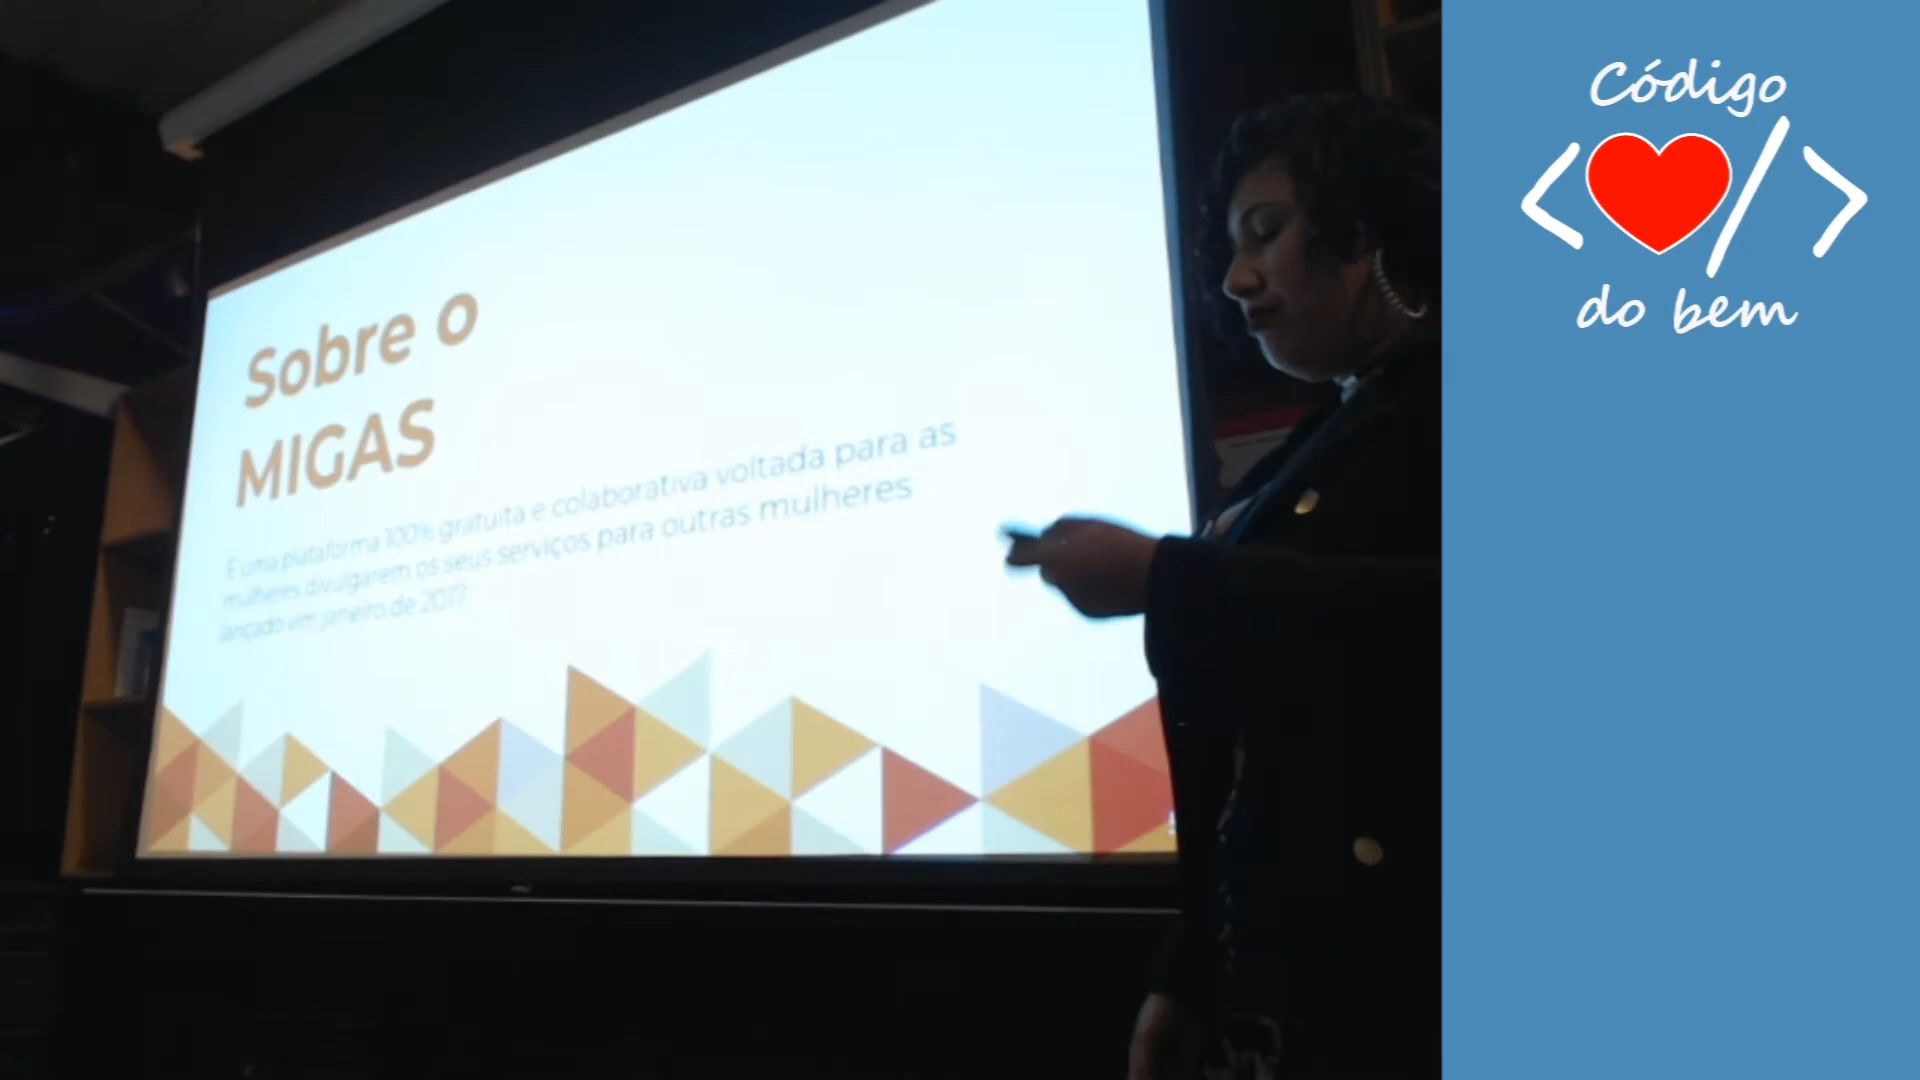 Sobre o
MIGAS
É uma plataforma 100% gratuita e colaborativa voltada para as
mulheres divulgarem os seus serviços para outras mulheres
lançado em janeiro de 2017
Código
do bem